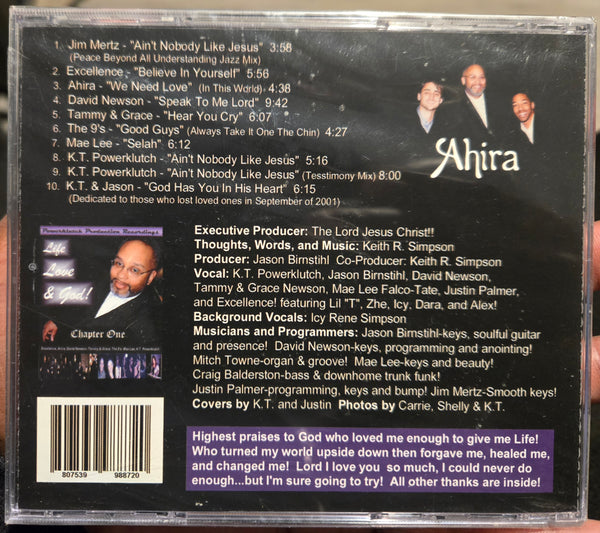 1. Jim Mertz - "Ain't Nobody Like Jesus" 3:58
(Peace Beyond All Understanding Jazz Mix)
2. Excellence - "Believe In Yourself" 5:56
3. Ahira - "We Need Love" (In This World) 4:38
4. David Newson - "Speak To Me Lord" 9:42
5. Tammy & Grace - "Hear You Cry" 6:07
6. The 9's - "Good Guys" (Always Take It One The Chin) 4:27
7. Mae Lee - "Selah" 6:12
8. K.T. Powerklutch - "Ain't Nobody Like Jesus" 5:16
9. K.T. Powerklutch - "Ain't Nobody Like Jesus" (Tesstimony Mix) 8:00
10. K.T. & Jason - "God Has You In His Heart" 6:15
(Dedicated to those who lost loved ones in September of 2001)
Ahira
Powerklutch Production Recordings
Life
Love
& God!
Chapter One
Executive Producer: The Lord Jesus Christ!!
Thoughts, Words, and Music: Keith R. Simpson
Producer: Jason Birnstihl Co-Producer: Keith R. Simpson
Vocal: K.T. Powerklutch, Jason Birnstihl, David Newson,
Tammy & Grace Newson, Mae Lee Falco-Tate, Justin Palmer,
and Excellence! featuring Lil "T", Zhe, Icy, Dara, and Alex!
Background Vocals: Icy Rene Simpson
Musicians and Programmers: Jason Birnstihl-keys, soulful guitar
and presence! David Newson-keys, programming and anointing!
Mitch Towne-organ & groove! Mae Lee-keys and beauty!
Craig Balderston-bass & downhome trunk funk!
Justin Palmer-programming, keys and bump! Jim Mertz-Smooth keys!
Covers by K.T. and Justin Photos by Carrie, Shelly & K.T.
807539 988720
Highest praises to God who loved me enough to give me Life!
Who turned my world upside down then forgave me, healed me,
and changed me! Lord I love you so much, I could never do
enough...but I'm sure going to try! All other thanks are inside!